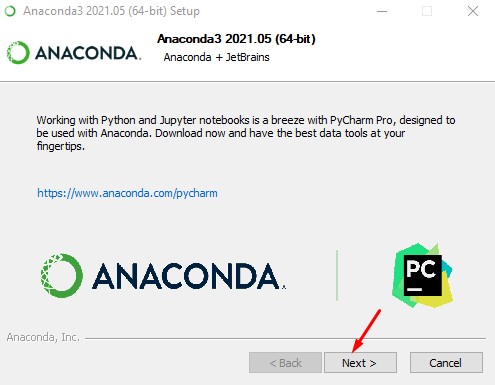 Anaconda3 2021.05 (64-bit) Setup
ANACONDA.
Anaconda3 2021.05 (64-bit)
Anaconda + JetBrains
Working with Python and Jupyter notebooks is a breeze with PyCharm Pro, designed to
be used with Anaconda. Download now and have the best data tools at your
fingertips.
https://www.anaconda.com/pycharm
ANACONDA.
PC
Anaconda, Inc.
< Back
Next >
Cancel